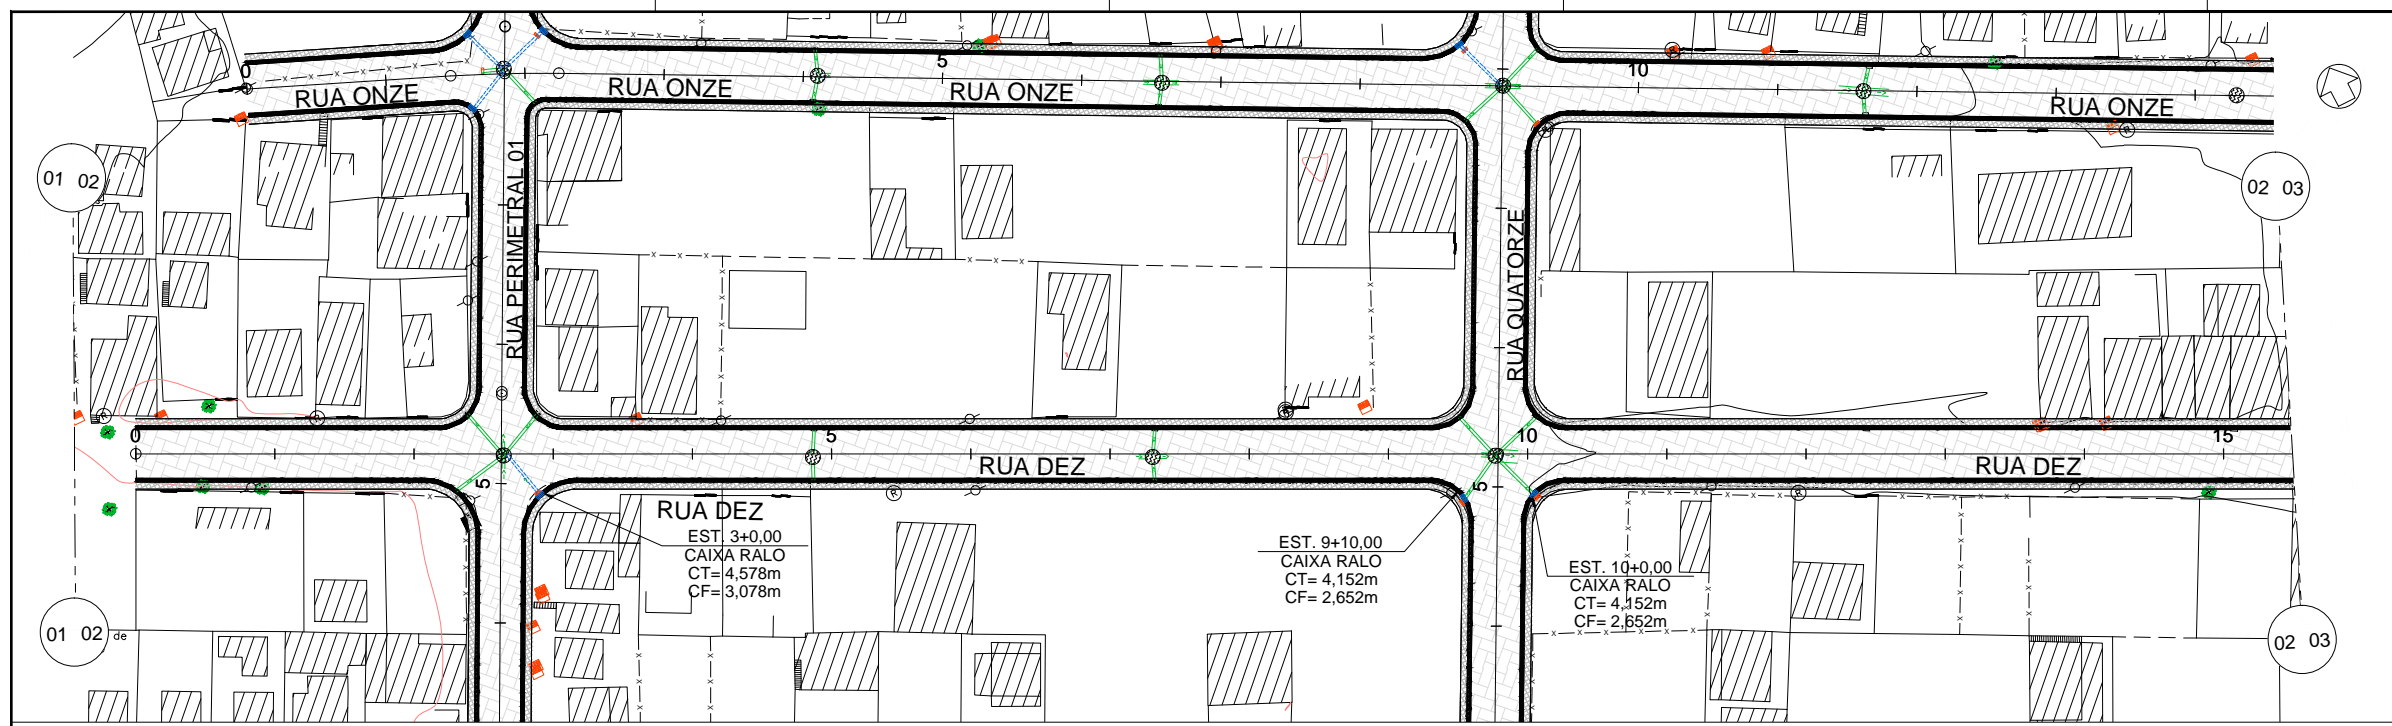 0
5
10
RUA ONZE
RUA ONZE
RUA ONZE
RUA ONZE
01 02
02 03
RUA PERIMETRAL 01
RUA QUATORZE
R
R
R
R
R
0
5
10
15
RUA DEZ
RUA DEZ
5
5
R
R
RUA DEZ
EST. 3+0,00
CAIXA RALO
CT= 4,578m
CF= 3,078m
EST. 9+10,00
CAIXA RALO
CT= 4,152m
CF= 2,652m
EST. 10+0,00
CAIXA RALO
CT= 4,152m
CF= 2,652m
01 02
de
02 03